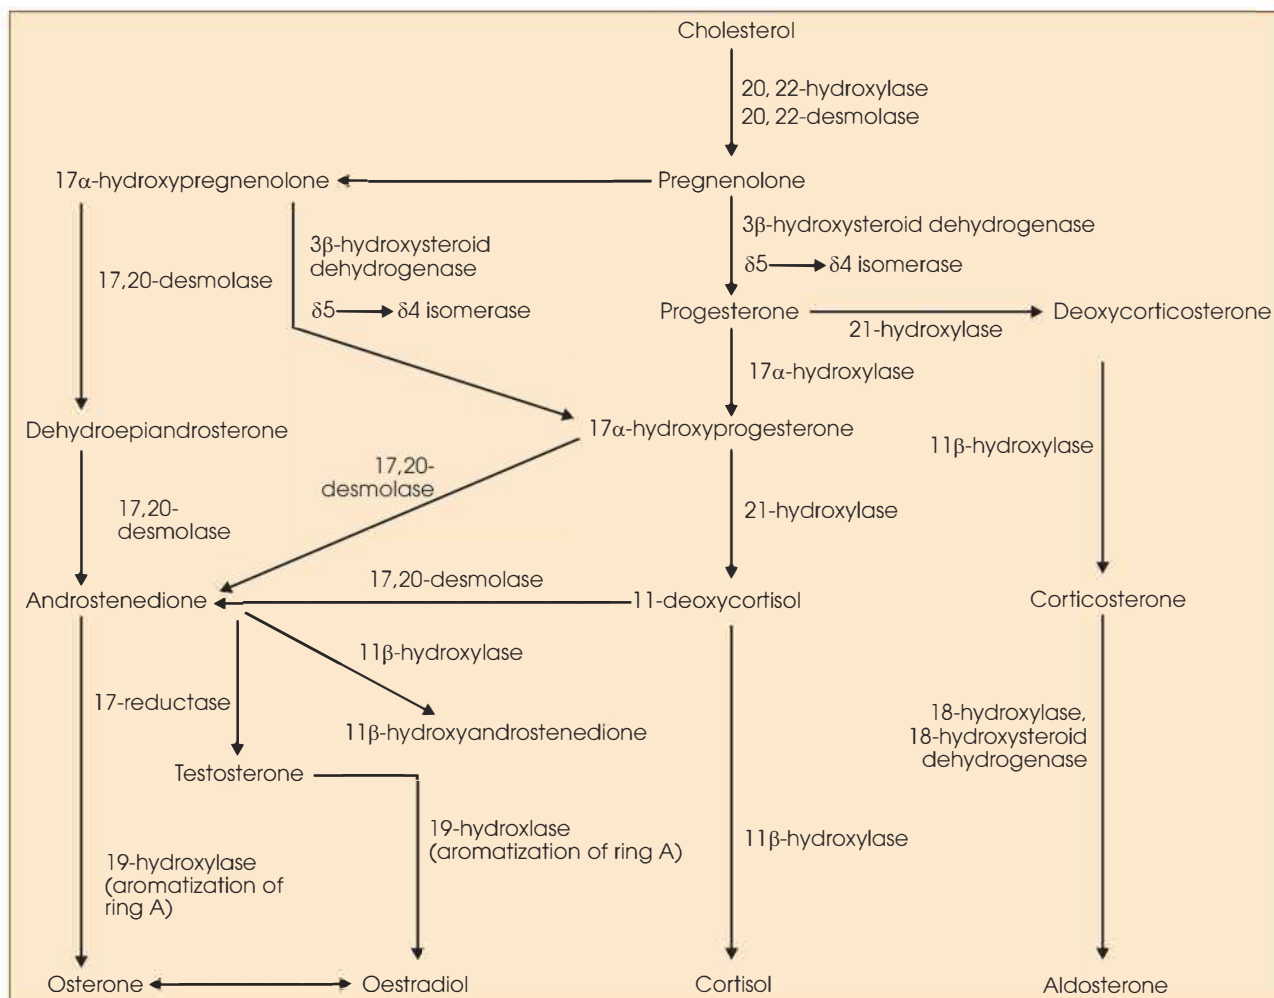 Cholesterol
20, 22-hydroxylase
20, 22-desmolase
17α-hydroxypregnenolone
Pregnenolone
3β-hydroxysteroid
dehydrogenase
δ5 δ4 isomerase
17,20-desmolase
3β-hydroxysteroid dehydrogenase
δ5 δ4 isomerase
Progesterone
21-hydroxylase
Deoxycorticosterone
17α-hydroxylase
Dehydroepiandrosterone
17α-hydroxyprogesterone
11β-hydroxylase
17,20-
desmolase
17,20-
desmolase
21-hydroxylase
Androstenedione
17,20-desmolase
11-deoxycortisol
Corticosterone
11β-hydroxylase
17-reductase
11β-hydroxyandrostenedione
18-hydroxylase,
18-hydroxysteroid
dehydrogenase
Testosterone
19-hydroxlase
(aromatization of ring A)
11β-hydroxylase
19-hydroxylase
(aromatization of
ring A)
Osterone
Oestradiol
Cortisol
Aldosterone